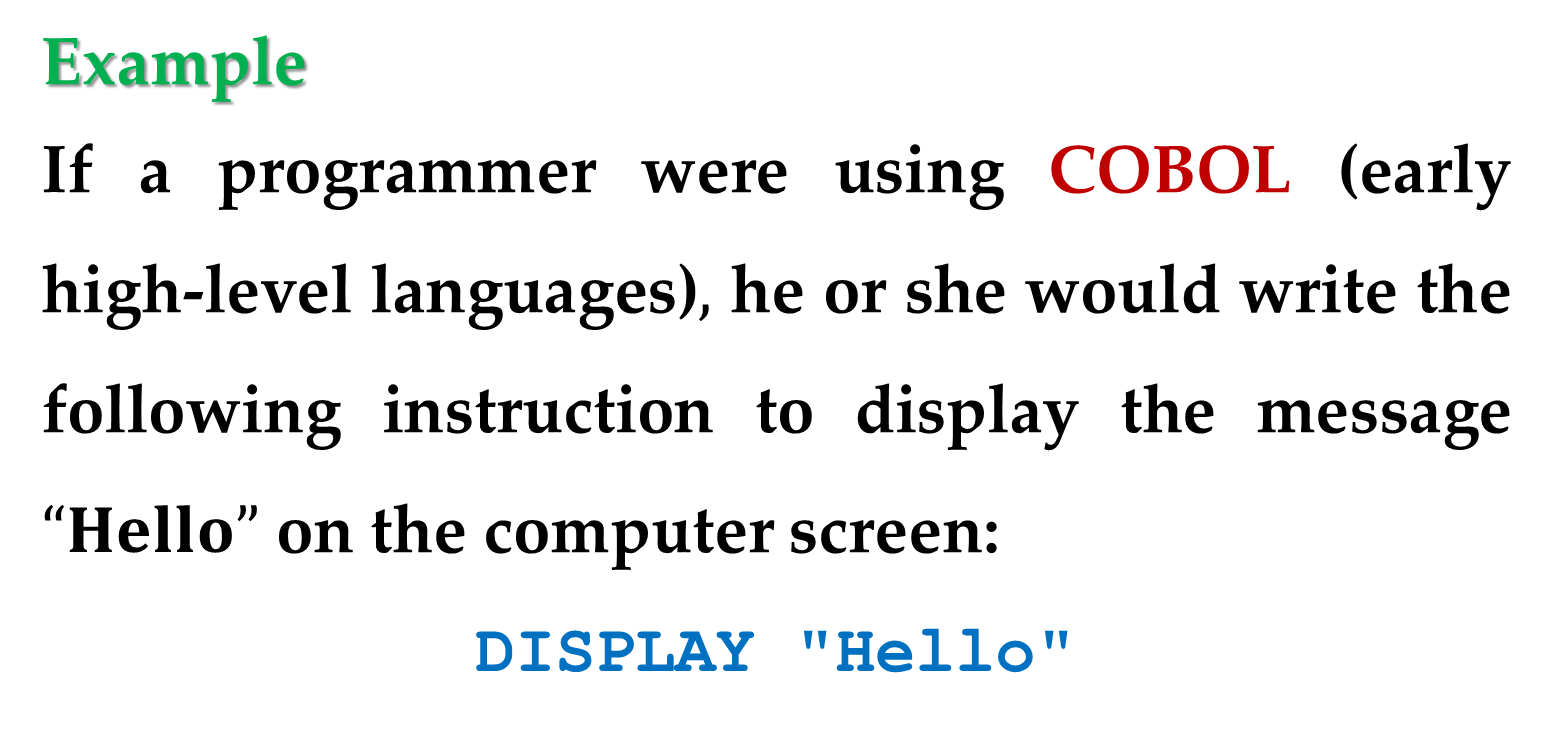 Example
If a programmer were using COBOL (early
high-level languages), he or she would write the
following instruction to display the message
“Hello” on the computer screen:
DISPLAY "Hello"